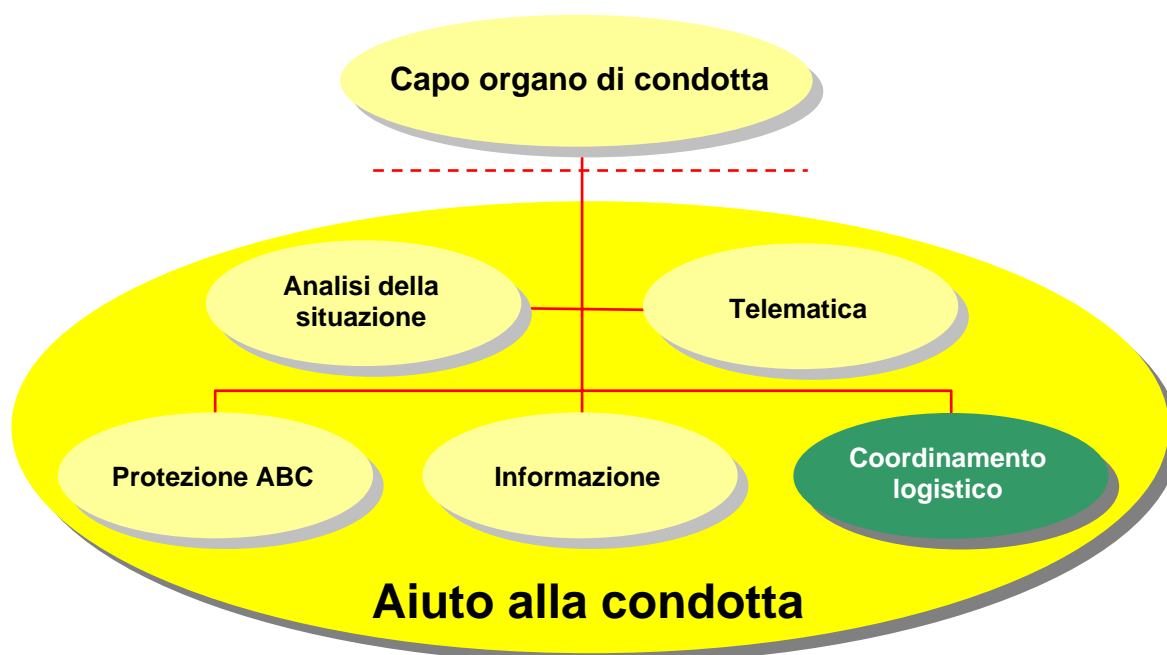 Capo organo di condotta
Analisi della
situazione
Telematica
Protezione ABC
Informazione
Coordinamento
logistico
Aiuto alla condotta